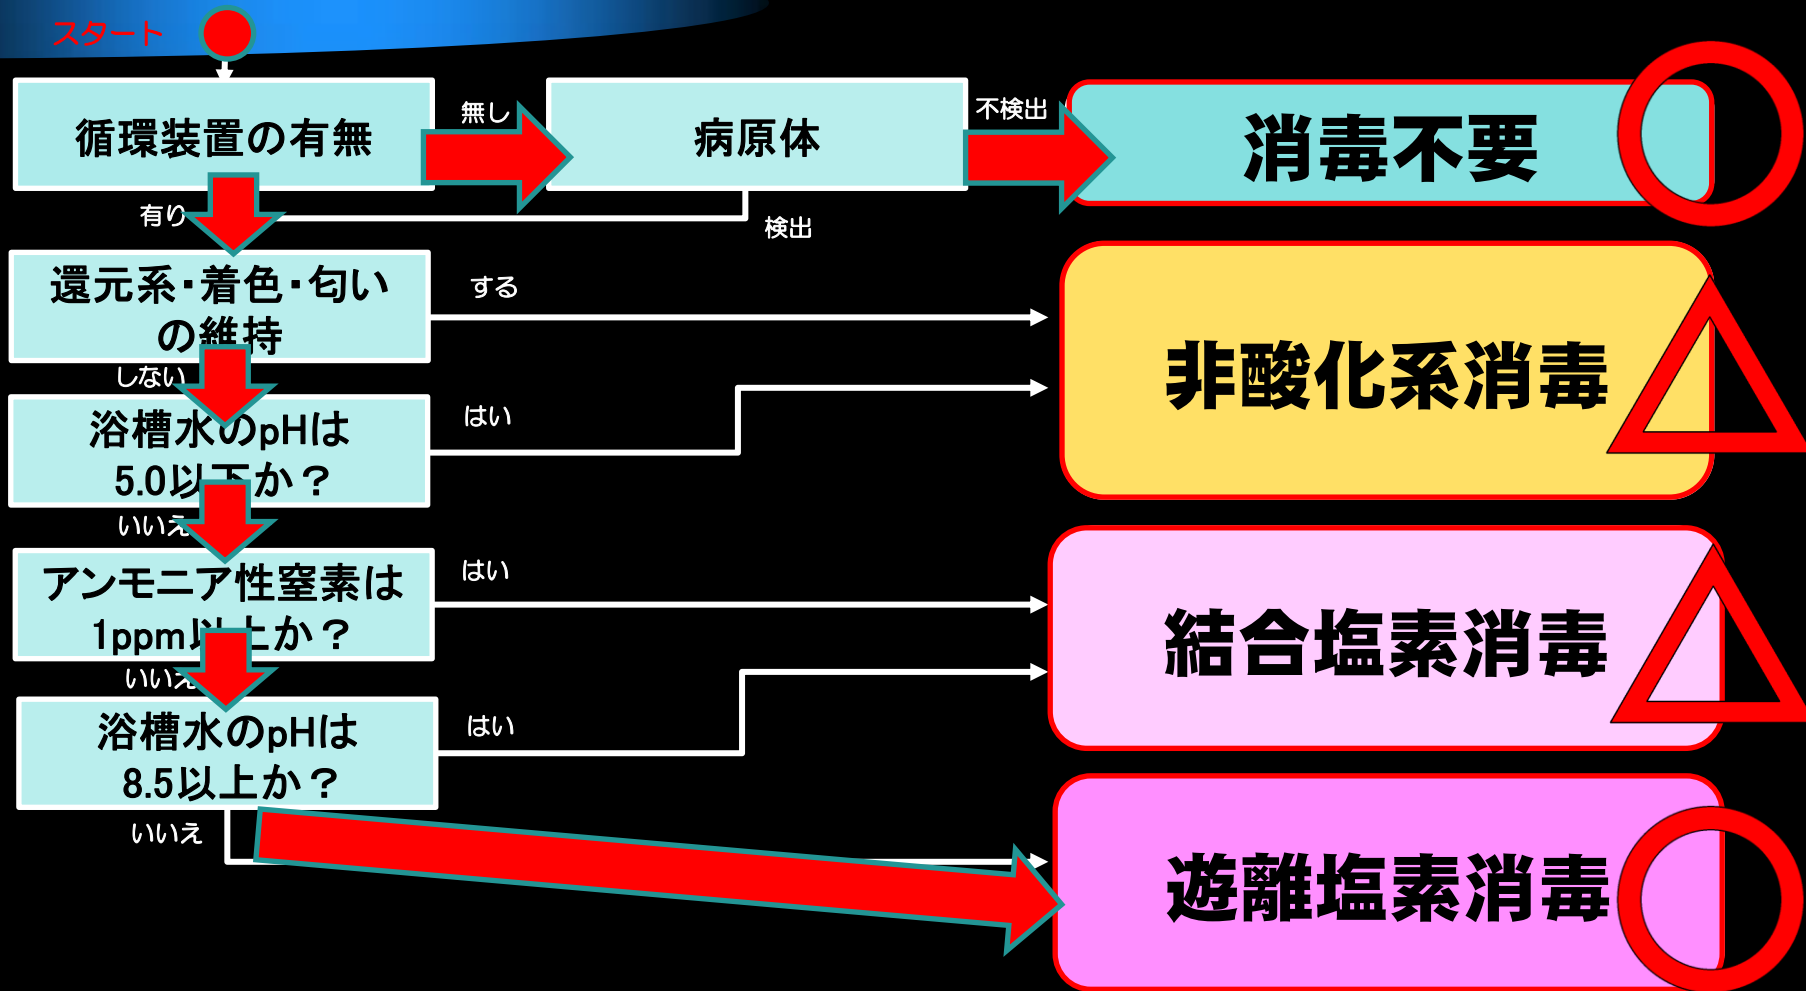 スタート
循環装置の有無
無し
病原体
不検出
消毒不要
有り
検出
還元系・着色・匂い
の維持
する
非酸化系消毒
しない
浴槽水のpHは
5.0以下か？
はい
いいえ
アンモニア性窒素は
1ppm以上か？
はい
結合塩素消毒
いいえ
浴槽水のpHは
8.5以上か？
はい
いいえ
遊離塩素消毒